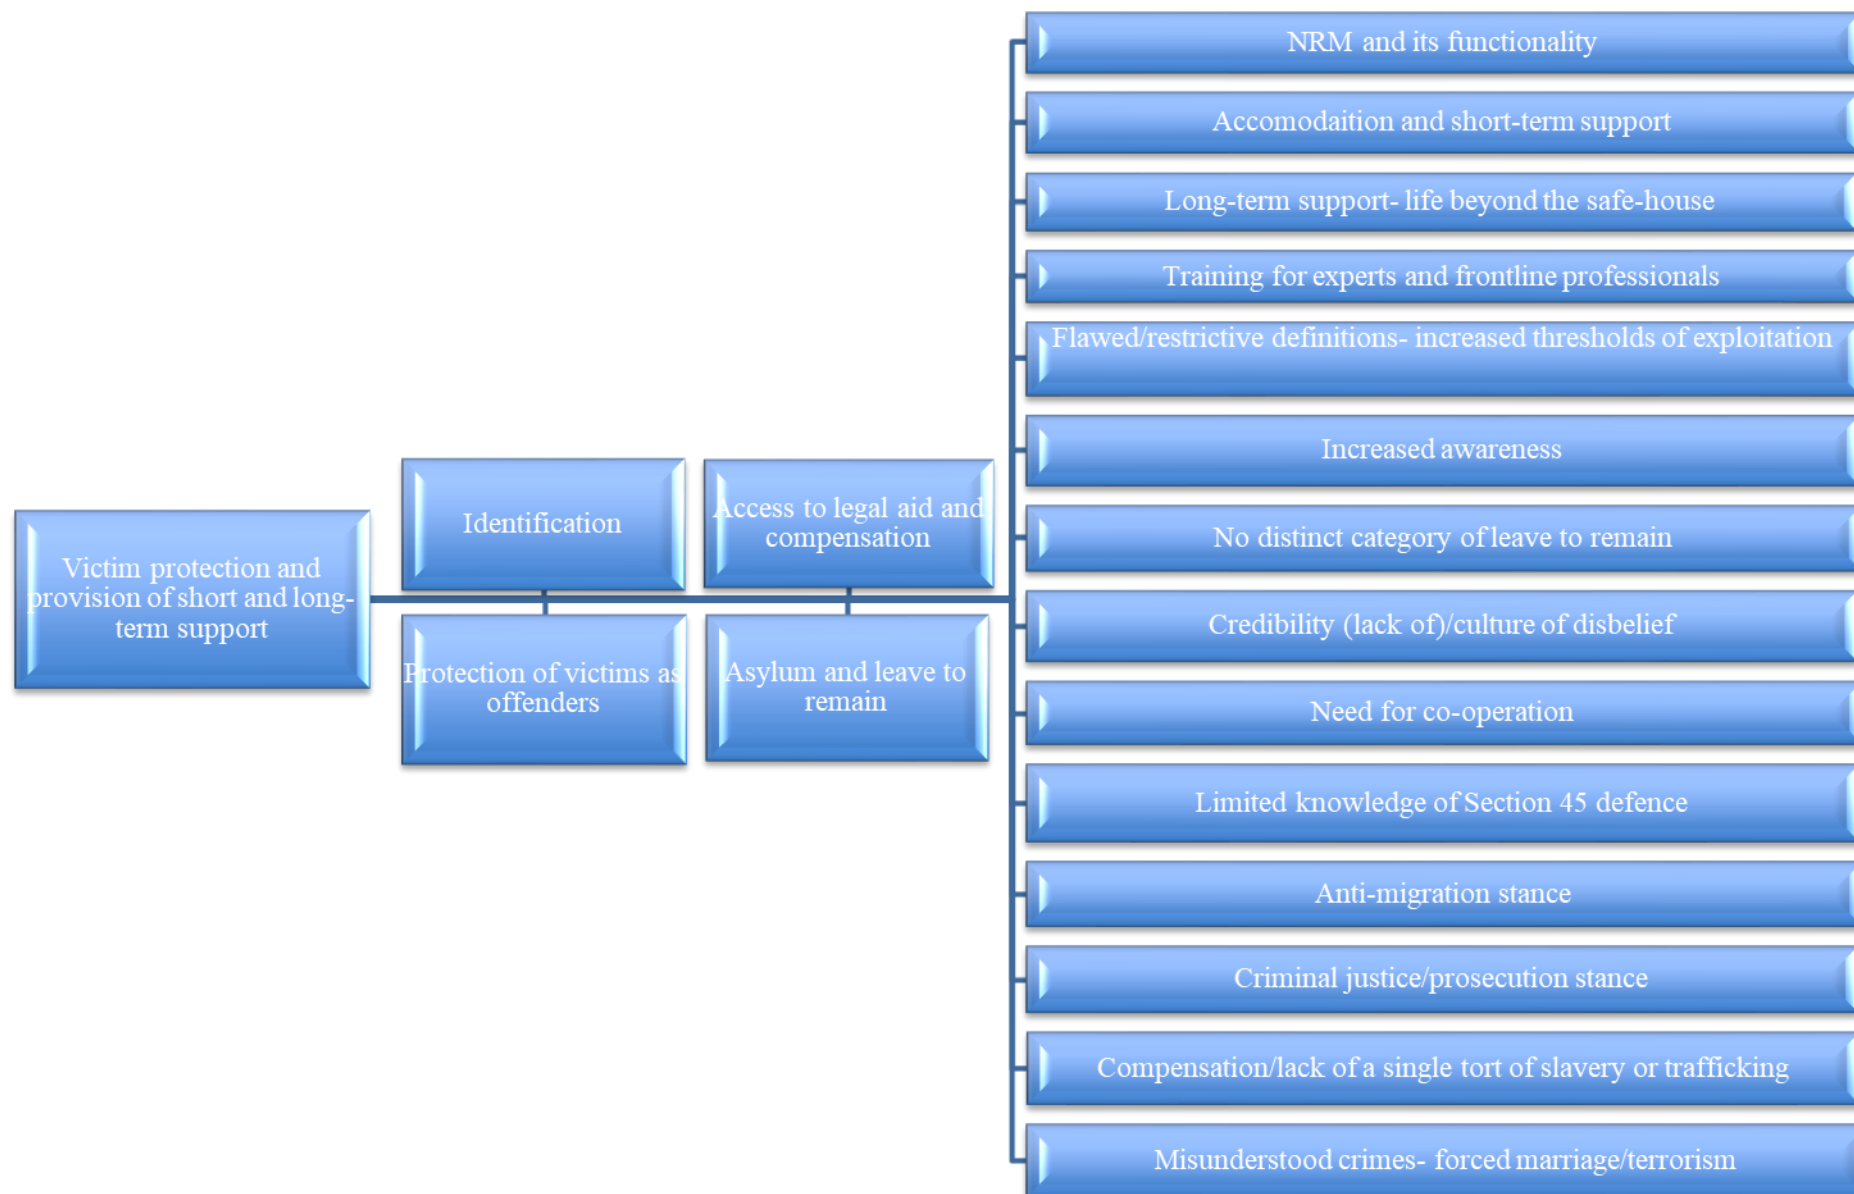 Victim protection and
provision of short and long-
term support
Identification
Access to legal aid and
compensation
Protection of victims as
offenders
Asylum and leave to
remain
NRM and its functionality
Accomodaition and short-term support
Long-term support- life beyond the safe-house
Training for experts and frontline professionals
Flawed/restrictive definitions- increased thresholds of exploitation
Increased awareness
No distinct category of leave to remain
Credibility (lack of)/culture of disbelief
Need for co-operation
Limited knowledge of Section 45 defence
Anti-migration stance
Criminal justice/prosecution stance
Compensation/lack of a single tort of slavery or trafficking
Misunderstood crimes- forced marriage/terrorism